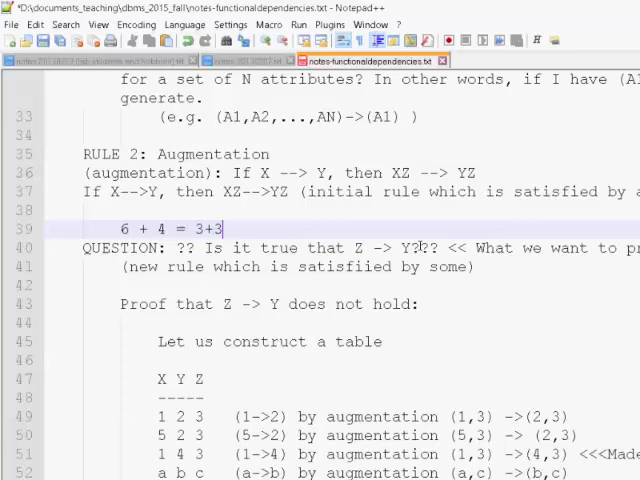 *D:\documents_teaching\dbms_2015_fall\notes-functionaldependencies.txt - Notepad++
File Edit Search View Encoding Language Settings Macro Run Plugins Window ?
notes-functionaldependencies.txt
for a set of N attributes? In other words, if I have (A1
generate.
33 (e.g. (A1,A2,...,AN)->(A1) )
34
35 RULE 2: Augmentation
36 (augmentation): If X --> Y, then XZ --> YZ
37 If X-->Y, then XZ-->YZ (initial rule which is satisfied by a
38
39 6 + 4 = 3+3
40 QUESTION: ?? Is it true that Z -> Y??? << What we want to pr
41 (new rule which is satisfiied by some)
42
43 Proof that Z -> Y does not hold:
44
45 Let us construct a table
46
47 X Y Z
48 -----
49 1 2 3 (1->2) by augmentation (1,3) ->(2,3)
50 5 2 3 (5->2) by augmentation (5,3) -> (2,3)
51 1 4 3 (1->4) by augmentation (1,3) ->(4,3) <<<Made
52 a b c (a->b) by augmentation (a,c) ->(b,c)